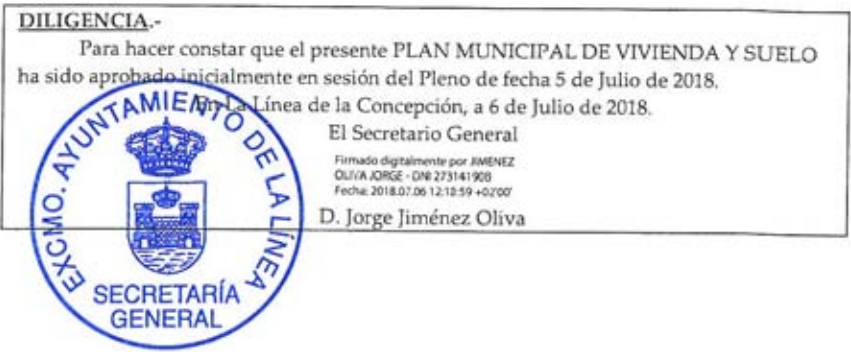 DILIGENCIA.-
Para hacer constar que el presente PLAN MUNICIPAL DE VIVIENDA Y SUELO
ha sido aprobado inicialmente en sesión del Pleno de fecha 5 de Julio de 2018.
En La Línea de la Concepción, a 6 de Julio de 2018.
El Secretario General
Firmado digitalmente por JIMENEZ
OLIVA JORGE - DNI 27314190B
Fecha: 2018.07.06 12:10:59 +02'00'
D. Jorge Jiménez Oliva
EXCMO. AYUNTAMIENTO DE LA LÍNEA
SECRETARÍA
GENERAL